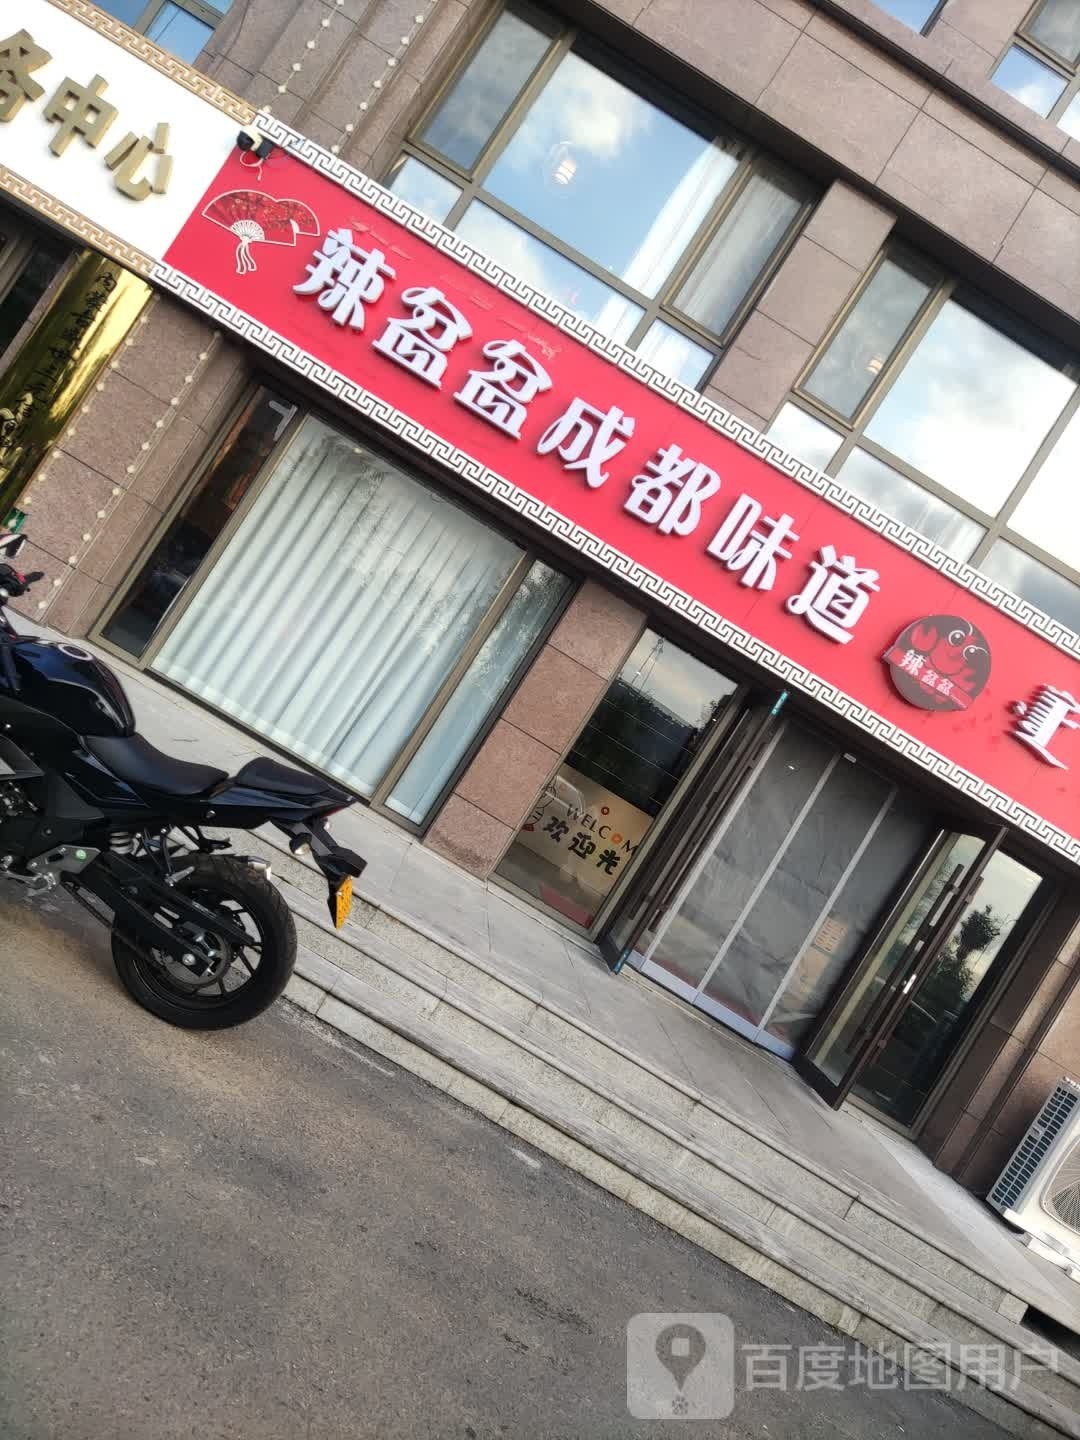 务中心
辣盆盆成都味道
辣盆盆
WELCOM
欢迎光
百度地图用户